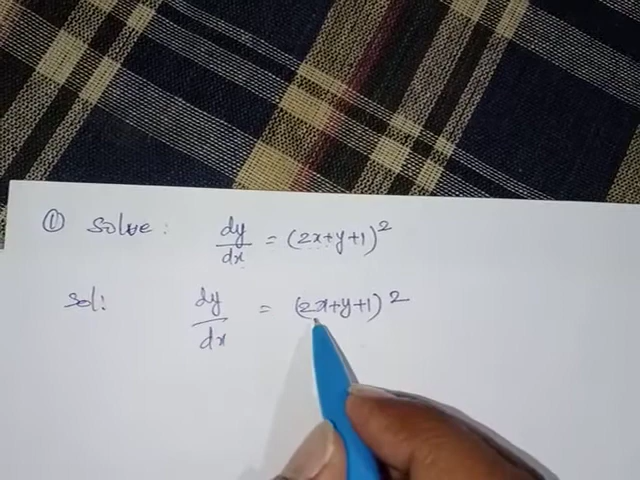 ① Solve: dy/dx = (2x+y+1)²
Sol: dy/dx = (2x+y+1)²